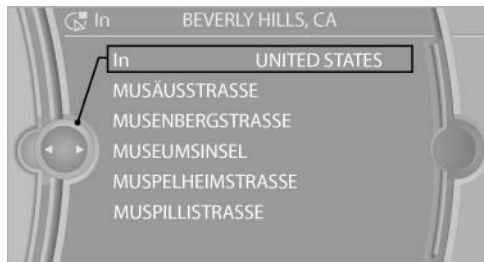 In BEVERLY HILLS, CA
In UNITED STATES
MUSÄUSSTRASSE
MUSENBERGSTRASSE
MUSEUMSINSEL
MUSPELHEIMSTRASSE
MUSPILLISTRASSE